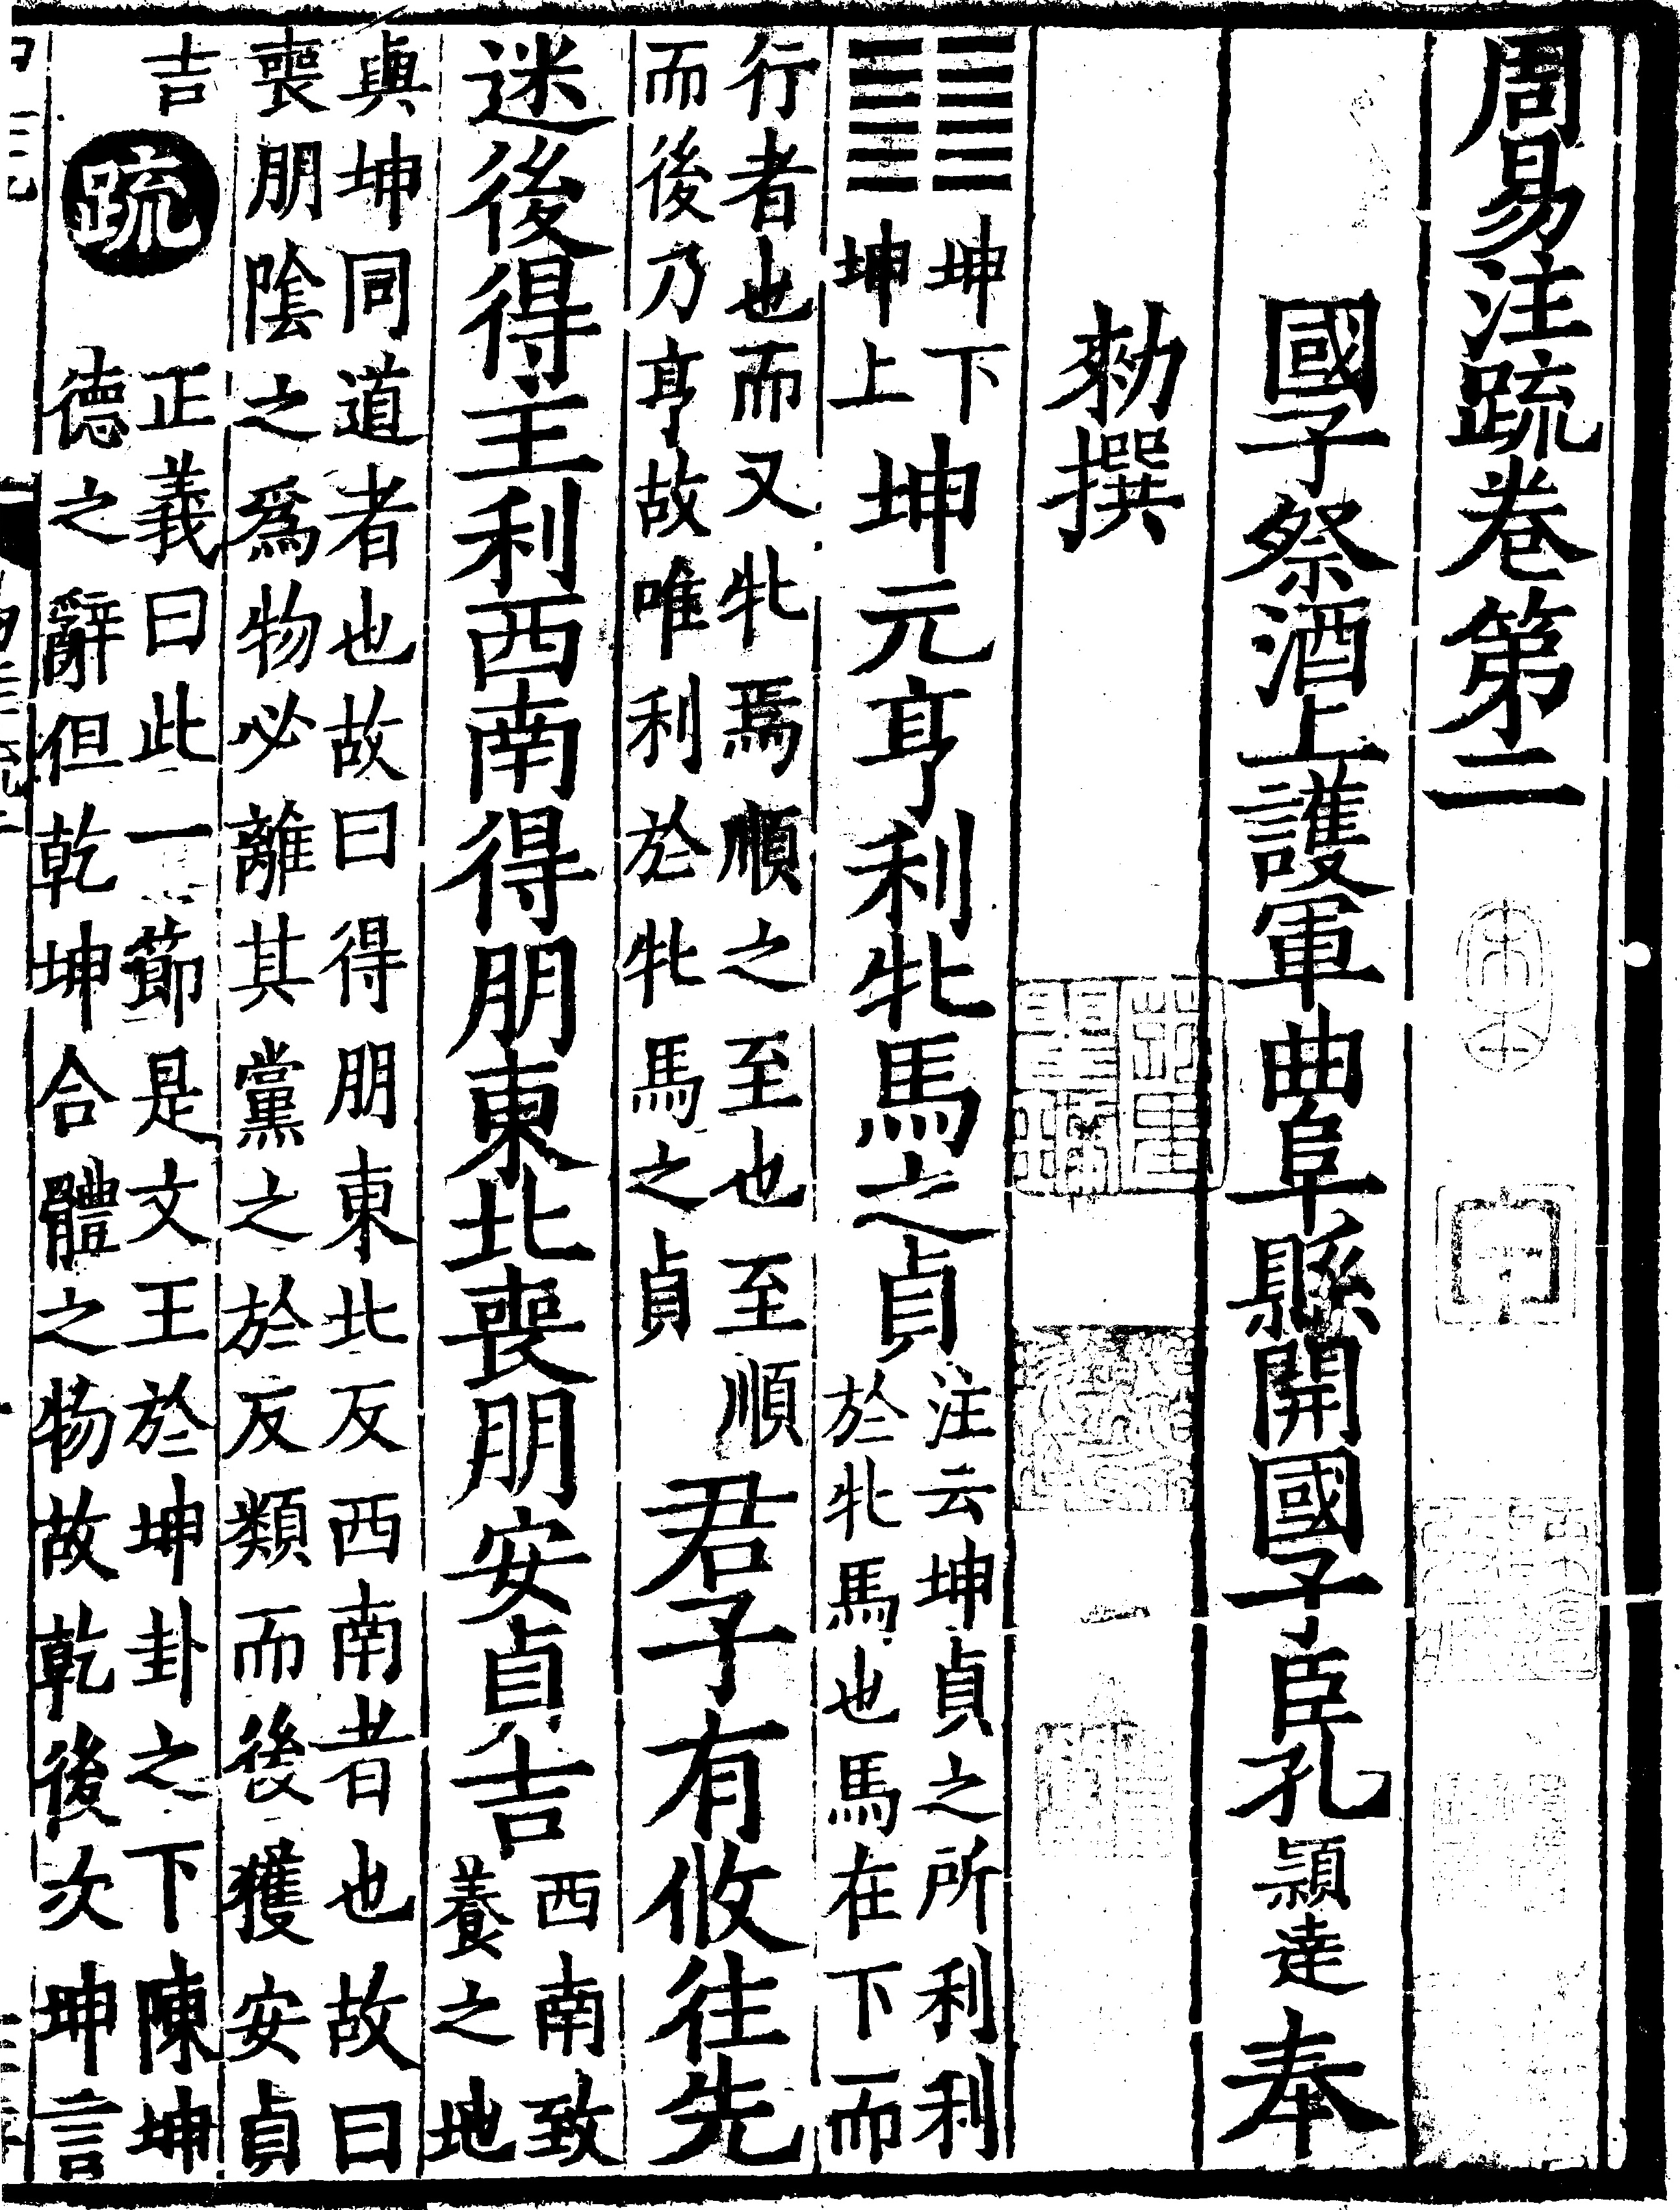 周易注疏卷第二
國子祭酒上護軍曲阜縣開國子臣孔穎達奉
勑撰
坤下
坤上
坤元亨利牝馬之貞
注云坤貞之所利利
於牝馬也馬在下而
行者也而又牝焉順之至也至順
而後乃亨故唯利於牝馬之貞
君子有攸往先
迷後得主利西南得朋東北喪朋安貞吉
西南致
養之地
與坤同道者也故曰得朋東北反西南者也故曰
喪朋陰之爲物必離其黨之於反類而後獲安貞
吉
疏
正義曰此一節是文王於坤卦之下陳坤
德之辭但乾坤合體之物故乾後次坤言